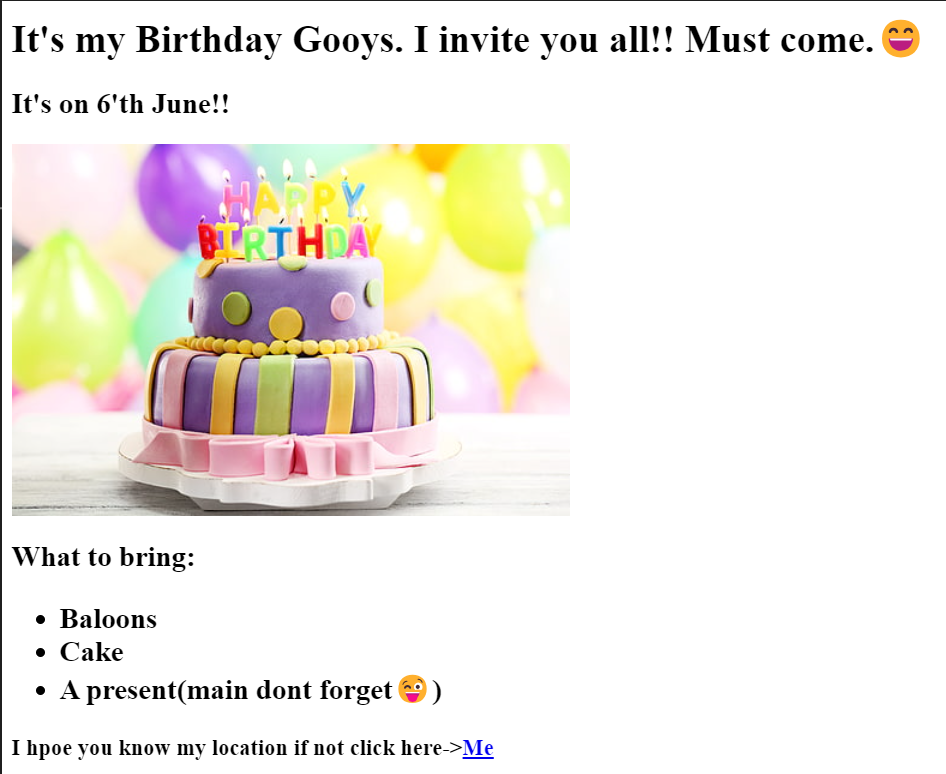 It's my Birthday Gooys. I invite you all!! Must come.😄
It's on 6'th June!!
HAPPY
BIRTHDAY
What to bring:
• Baloons
• Cake
• A present(main dont forget😜)
I hpoe you know my location if not click here->Me